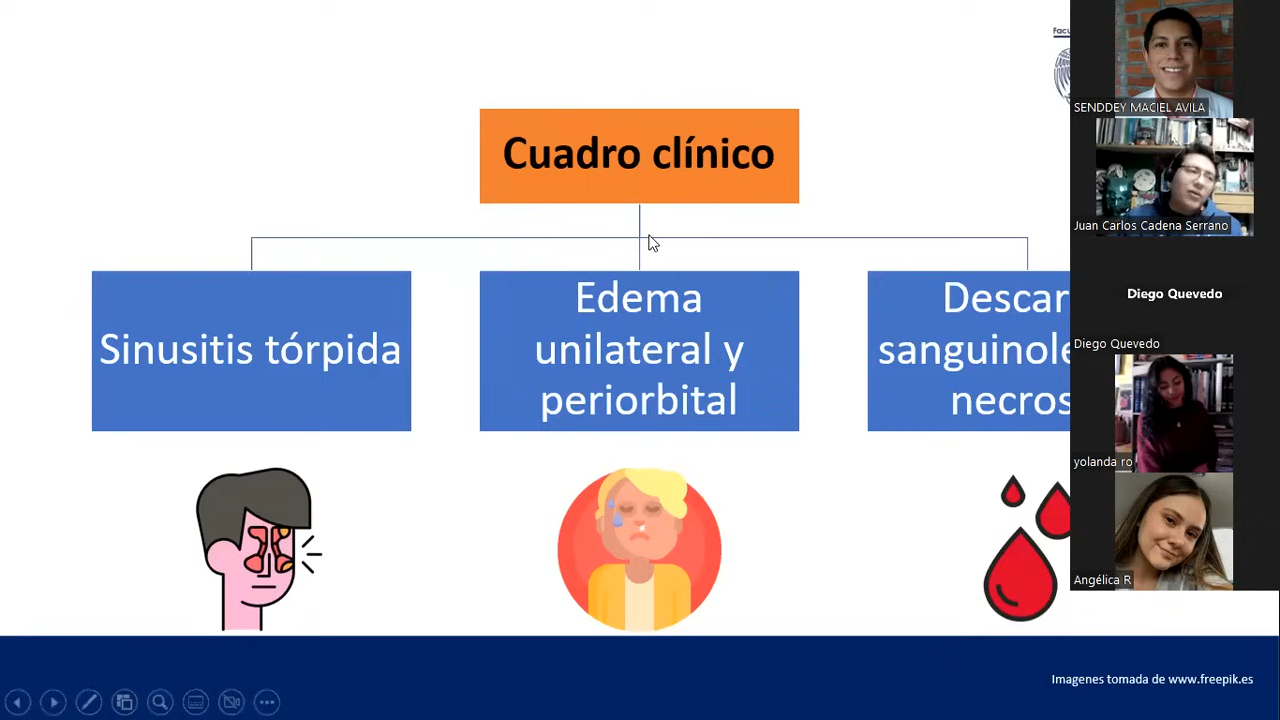 Cuadro clínico
Sinusitis tórpida
Edema
unilateral y
periorbital
Imagenes tomada de www.freepik.es
SENDDEY MACIEL AVILA
Juan Carlos Cadena Serrano
Diego Quevedo
Diego Quevedo
yolanda ro
Angélica R